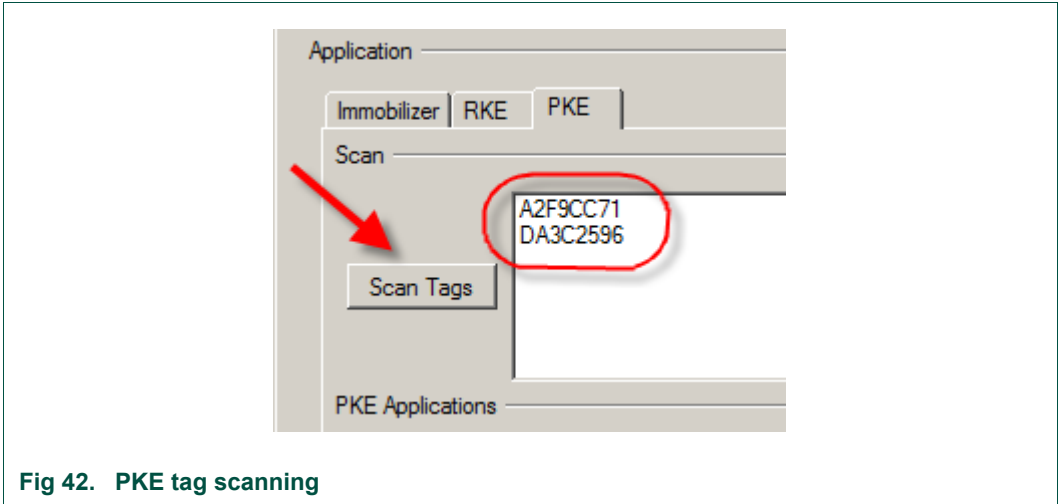 Application
Immobilizer RKE PKE
Scan
A2F9CC71
DA3C2596
Scan Tags
PKE Applications
Fig 42. PKE tag scanning